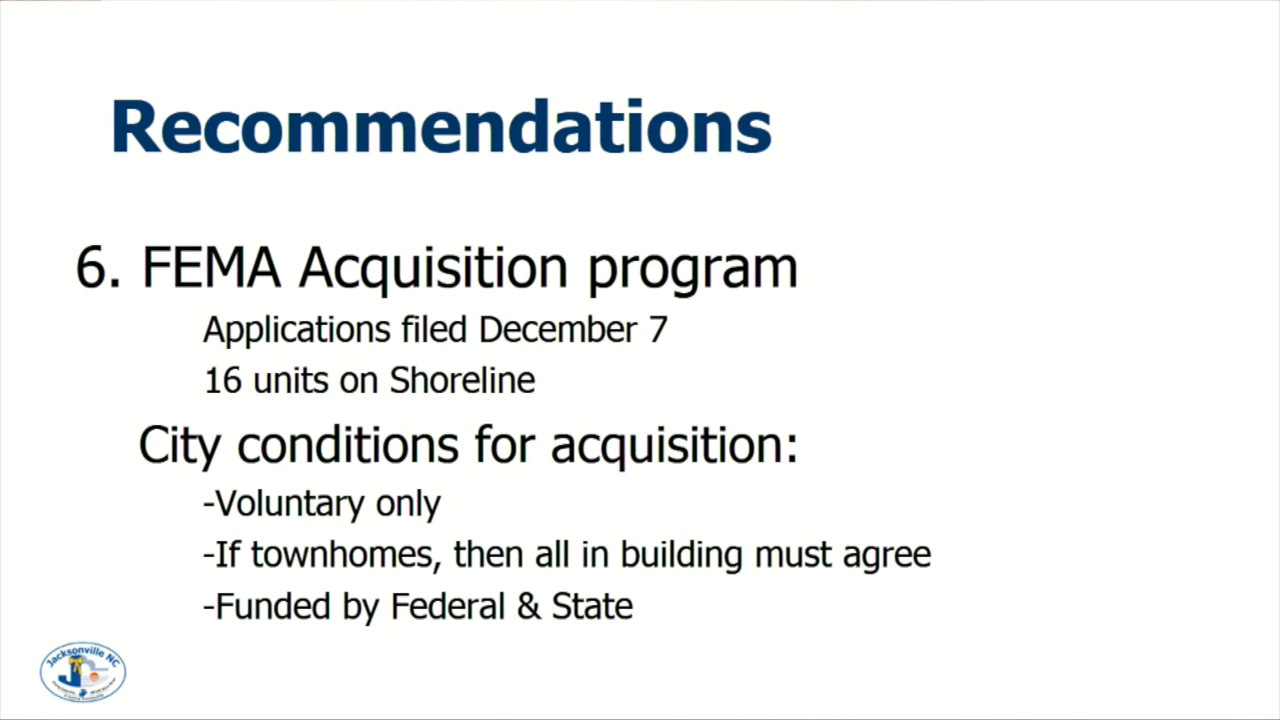 Recommendations
6. FEMA Acquisition program
Applications filed December 7
16 units on Shoreline
City conditions for acquisition:
-Voluntary only
-If townhomes, then all in building must agree
-Funded by Federal & State
Jacksonville NC